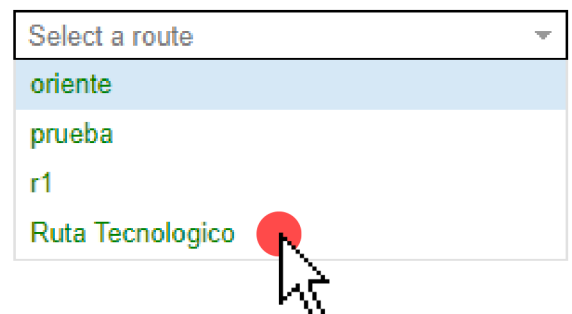 Select a route
oriente
prueba
r1
Ruta Tecnologico